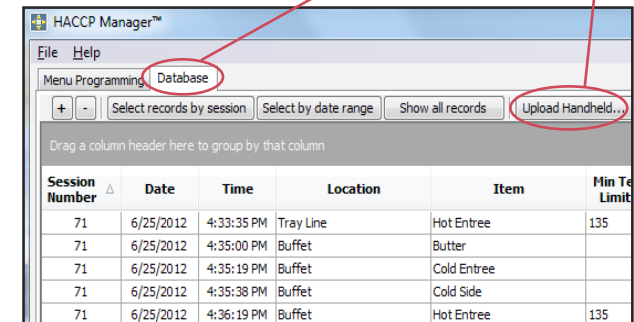 HACCP Manager™
File Help
Menu Programming Database
+ - Select records by session Select by date range Show all records Upload Handheld...
Drag a column header here to group by that column
Session Number Date Time Location Item Min Te Limit
71 6/25/2012 4:33:35 PM Tray Line Hot Entree 135
71 6/25/2012 4:35:00 PM Buffet Butter
71 6/25/2012 4:35:19 PM Buffet Cold Entree
71 6/25/2012 4:35:38 PM Buffet Cold Side
71 6/25/2012 4:36:19 PM Buffet Hot Entree 135